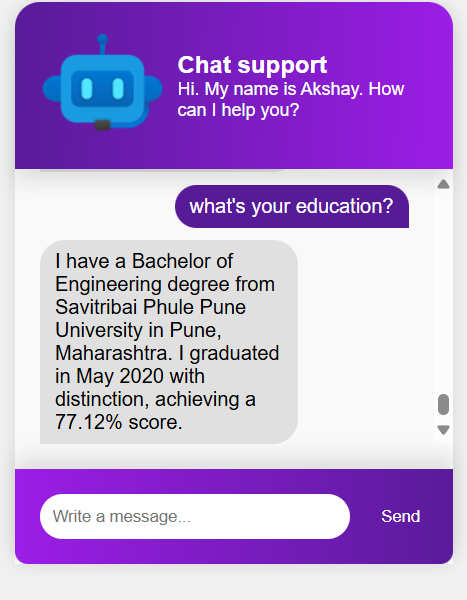 Chat support
Hi. My name is Akshay. How
can I help you?
what's your education?
I have a Bachelor of
Engineering degree from
Savitribai Phule Pune
University in Pune,
Maharashtra. I graduated
in May 2020 with
distinction, achieving a
77.12% score.
Write a message...
Send